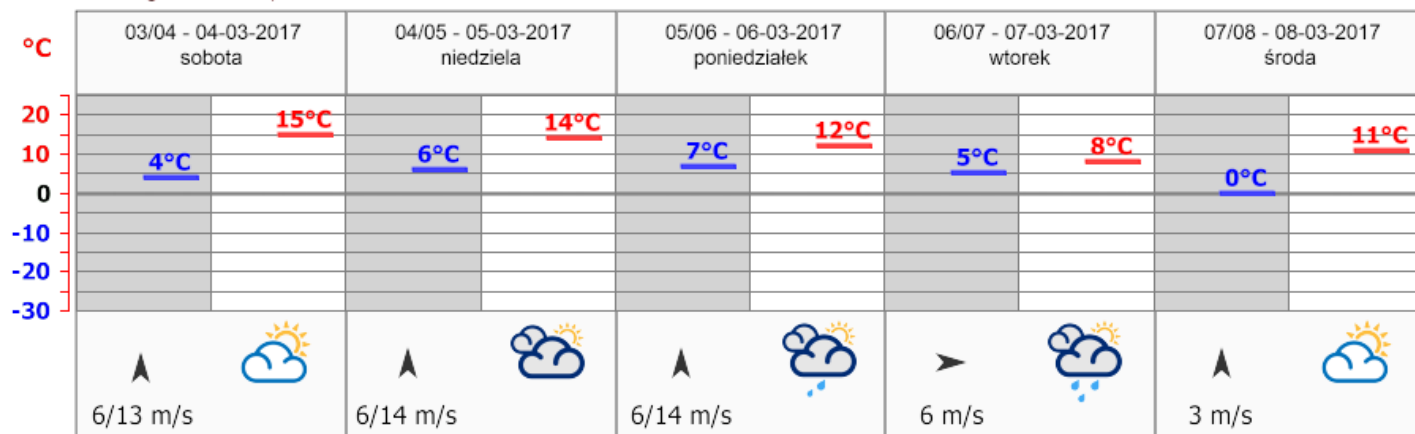 °C
03/04 - 04-03-2017
sobota
04/05 - 05-03-2017
niedziela
05/06 - 06-03-2017
poniedziałek
06/07 - 07-03-2017
wtorek
07/08 - 08-03-2017
środa
20
10
0
-10
-20
-30
4°C
15°C
6°C
14°C
7°C
12°C
5°C
8°C
0°C
11°C
6/13 m/s
6/14 m/s
6/14 m/s
6 m/s
3 m/s